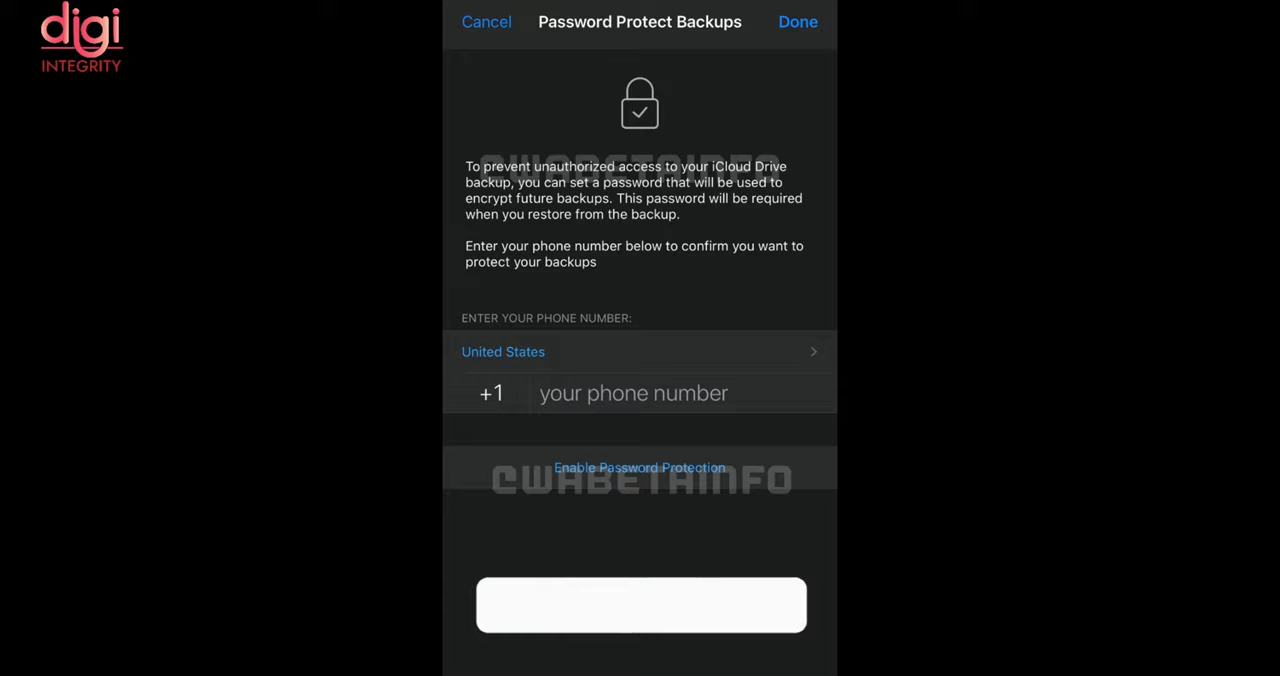 digi
INTEGRITY
Cancel Password Protect Backups Done
@WABETAINFO
To prevent unauthorized access to your iCloud Drive
backup, you can set a password that will be used to
encrypt future backups. This password will be required
when you restore from the backup.
Enter your phone number below to confirm you want to
protect your backups
ENTER YOUR PHONE NUMBER:
United States
+1 your phone number
Enable Password Protection
@WABETAINFO